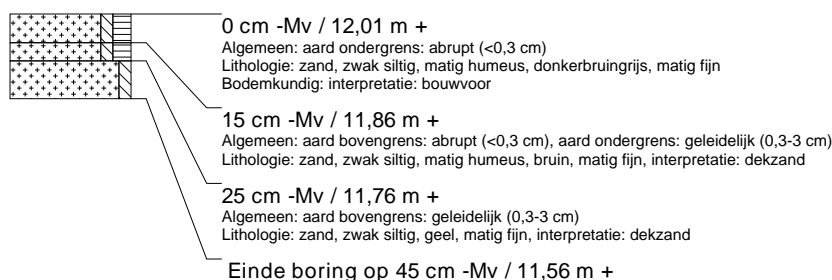 0 cm -Mv / 12,01 m +
Algemeen: aard ondergrens: abrupt (<0,3 cm)
Lithologie: zand, zwak siltig, matig humeus, donkerbruingrijs, matig fijn
Bodemkundig: interpretatie: bouwvoor
15 cm -Mv / 11,86 m +
Algemeen: aard bovengrens: abrupt (<0,3 cm), aard ondergrens: geleidelijk (0,3-3 cm)
Lithologie: zand, zwak siltig, matig humeus, bruin, matig fijn, interpretatie: dekzand
25 cm -Mv / 11,76 m +
Algemeen: aard bovengrens: geleidelijk (0,3-3 cm)
Lithologie: zand, zwak siltig, geel, matig fijn, interpretatie: dekzand
Einde boring op 45 cm -Mv / 11,56 m +